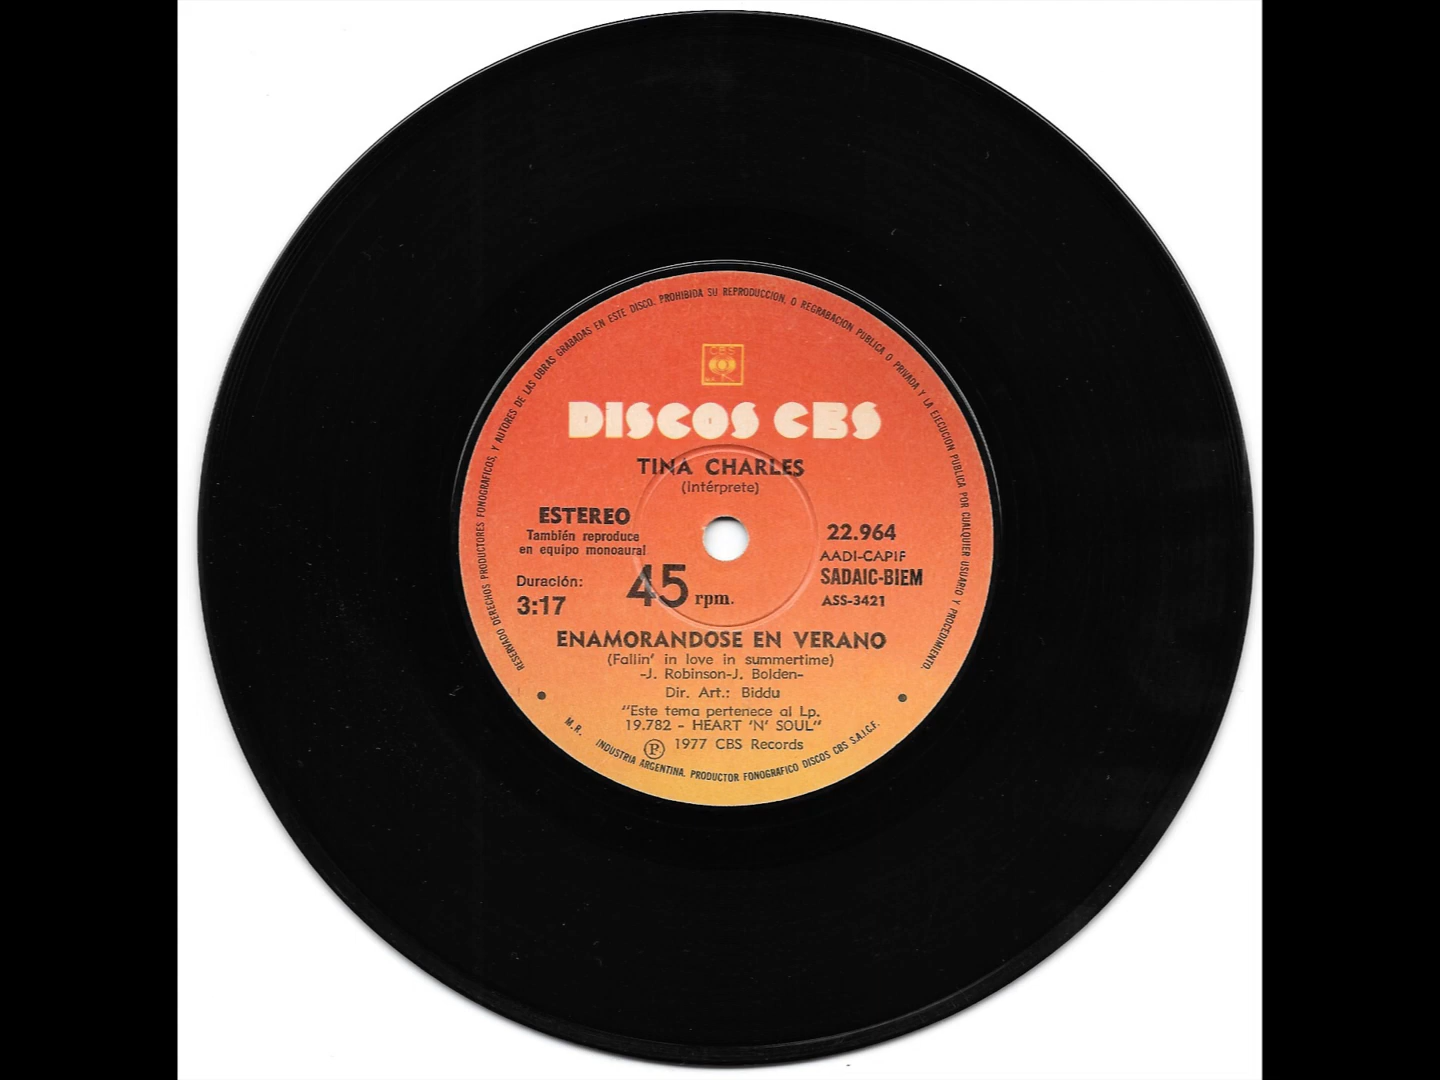 RESERVADO DERECHOS PRODUCTORES FONOGRAFICOS, Y AUTORES DE LAS OBRAS GRABADAS EN ESTE DISCO. PROHIBIDA SU REPRODUCCION, O REGRABACION PUBLICA O PRIVADA Y LA EJECUCION PUBLICA POR CUALQUIER USUARIO Y PROCEDIMIENTO.
CBS
DISCOS CBS
TINA CHARLES
(Intérprete)
ESTEREO
También reproduce
en equipo monoaural
22.964
AADI-CAPIF
SADAIC-BIEM
ASS-3421
Duración:
3:17
45 rpm.
ENAMORANDOSE EN VERANO
(Fallin' in love in summertime)
-J. Robinson-J. Bolden-
Dir. Art.: Biddu
"Este tema pertenece al Lp.
19.782 - HEART 'N' SOUL"
Ⓟ 1977 CBS Records
M.R. INDUSTRIA ARGENTINA. PRODUCTOR FONOGRAFICO DISCOS CBS S.A.I.C.F.